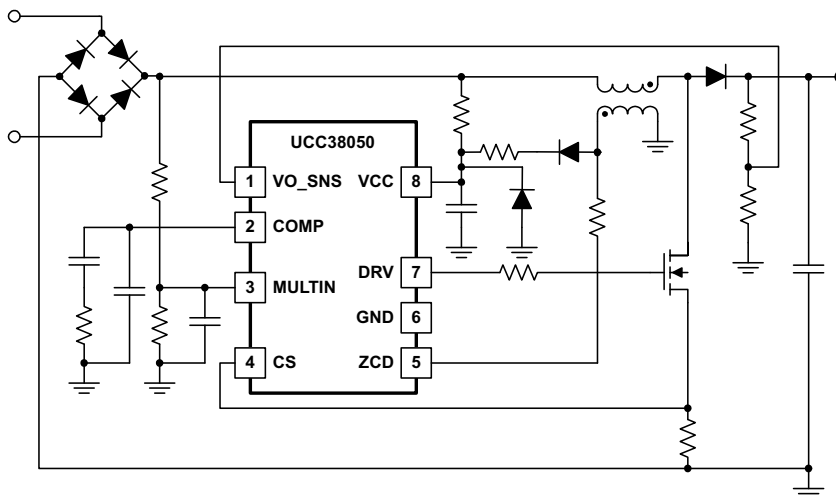 UCC38050
1 VO_SNS VCC 8
2 COMP
DRV 7
3 MULTIN
GND 6
4 CS ZCD 5